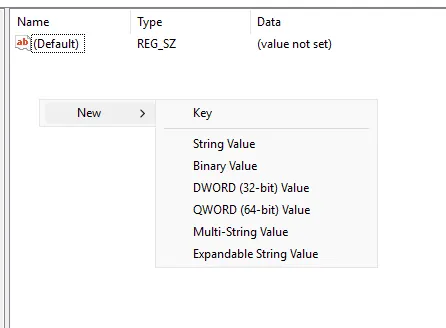 Name Type Data
ab (Default) REG_SZ (value not set)
New Key
String Value
Binary Value
DWORD (32-bit) Value
QWORD (64-bit) Value
Multi-String Value
Expandable String Value